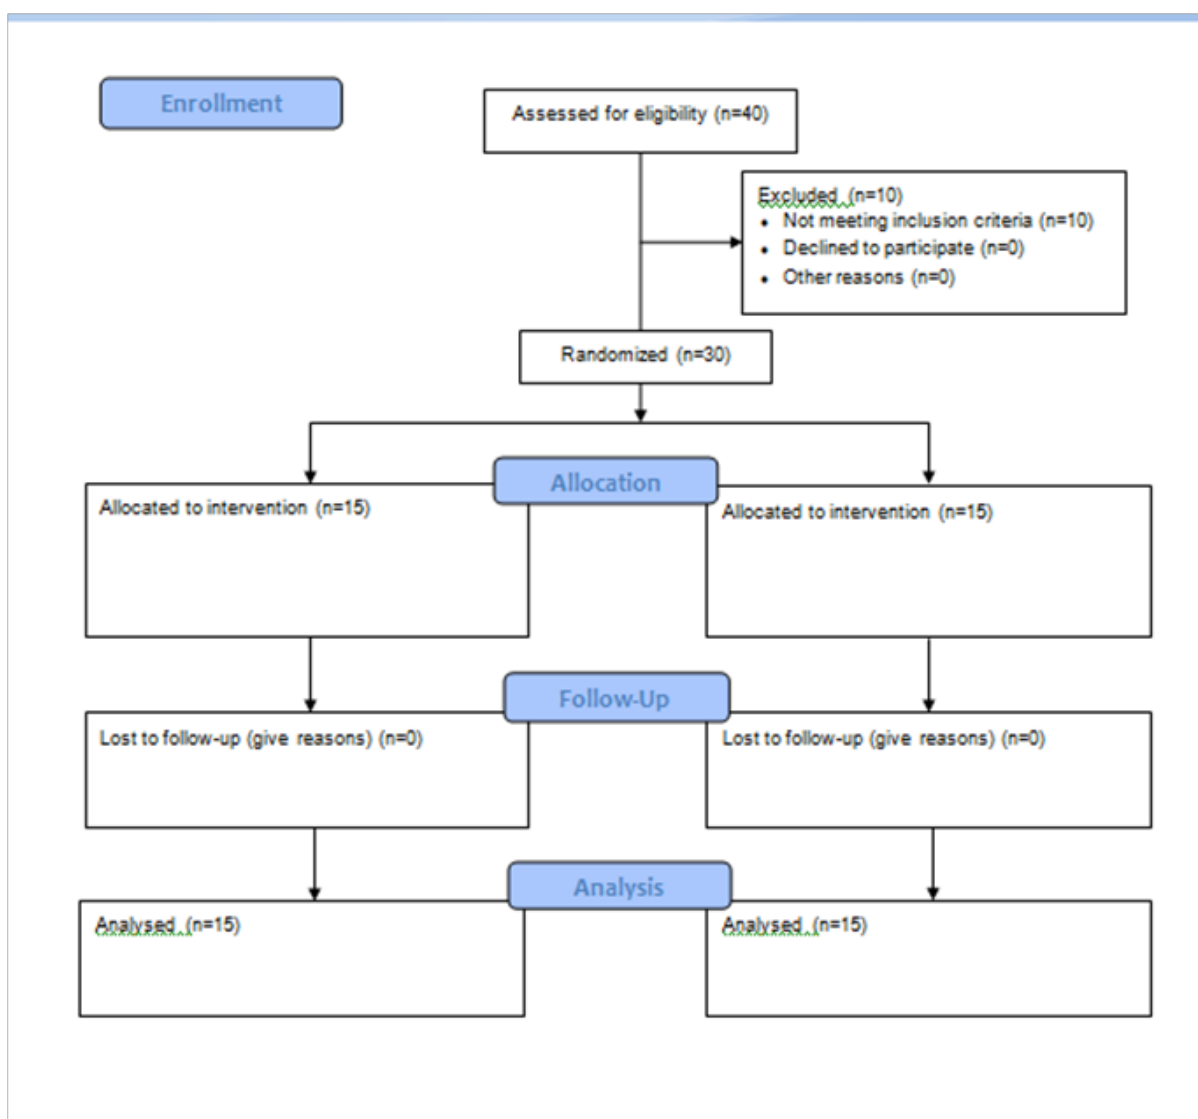 Enrollment
Assessed for eligibility (n=40)
Excluded (n=10)
• Not meeting inclusion criteria (n=10)
• Declined to participate (n=0)
• Other reasons (n=0)
Randomized (n=30)
Allocation
Allocated to intervention (n=15)
Allocated to intervention (n=15)
Follow-Up
Lost to follow-up (give reasons) (n=0)
Lost to follow-up (give reasons) (n=0)
Analysis
Analysed (n=15)
Analysed (n=15)